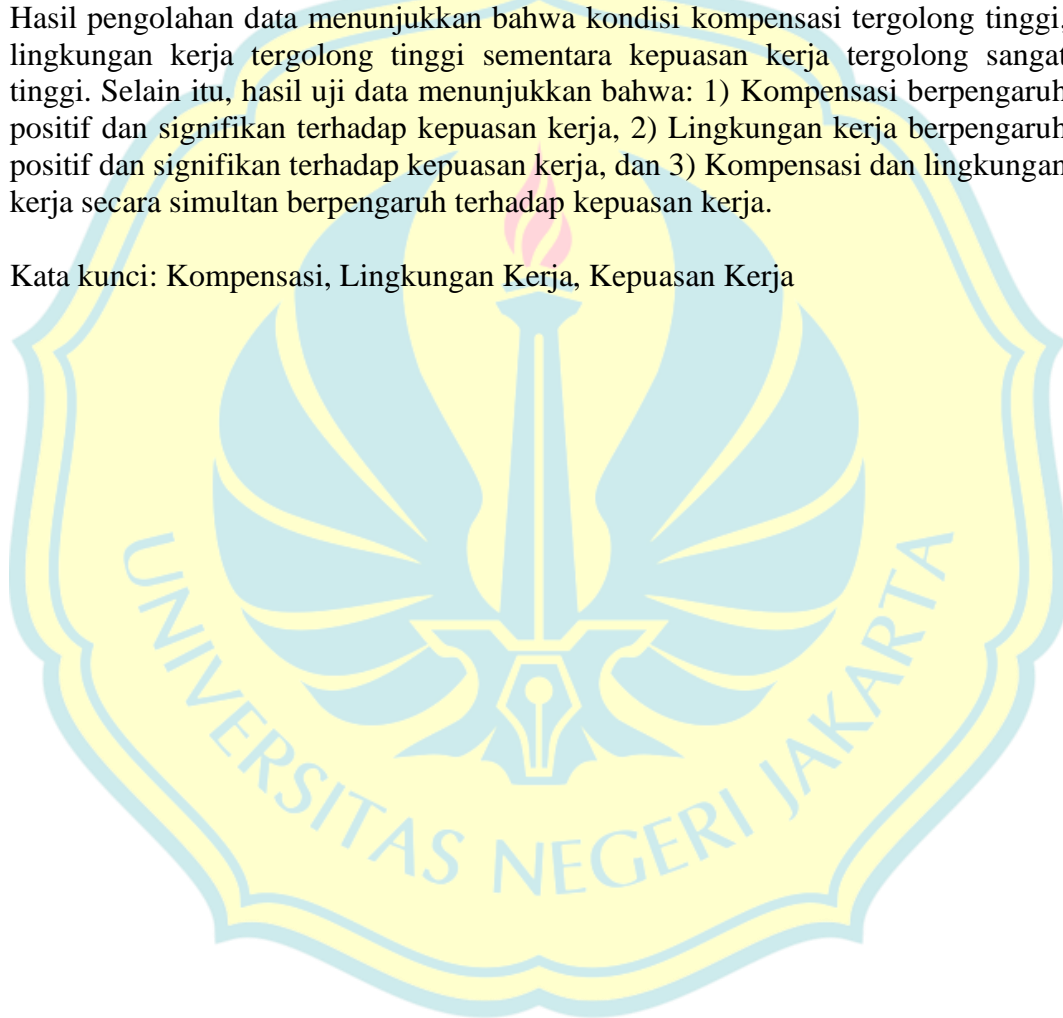 Hasil pengolahan data menunjukkan bahwa kondisi kompensasi tergolong tinggi,
lingkungan kerja tergolong tinggi sementara kepuasan kerja tergolong sangat
tinggi. Selain itu, hasil uji data menunjukkan bahwa: 1) Kompensasi berpengaruh
positif dan signifikan terhadap kepuasan kerja, 2) Lingkungan kerja berpengaruh
positif dan signifikan terhadap kepuasan kerja, dan 3) Kompensasi dan lingkungan
kerja secara simultan berpengaruh terhadap kepuasan kerja.
Kata kunci: Kompensasi, Lingkungan Kerja, Kepuasan Kerja
UNIVERSITAS NEGERI JAKARTA